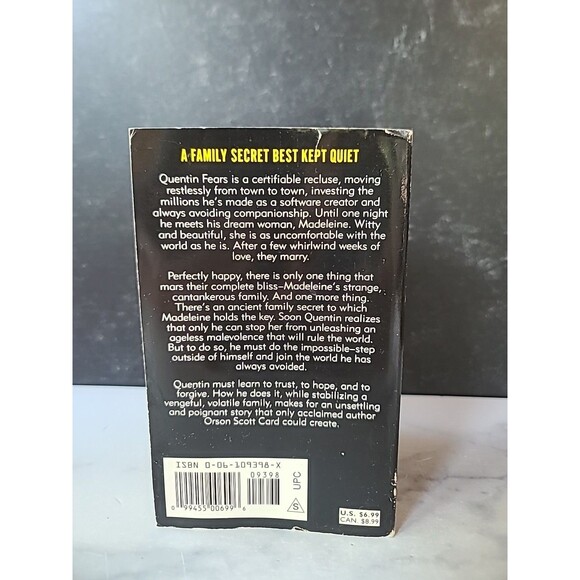 A FAMILY SECRET BEST KEPT QUIET
Quentin Fears is a certifiable recluse, moving
restlessly from town to town, investing the
millions he's made as a software creator and
always avoiding companionship. Until one night
he meets his dream woman, Madeleine. Witty
and beautiful, she is as uncomfortable with the
world as he is. After a few whirlwind weeks of
love, they marry.
Perfectly happy, there is only one thing that
mars their complete bliss–Madeleine's strange,
cantankerous family. And one more thing.
There's an ancient family secret to which
Madeleine holds the key. Soon Quentin realizes
that only he can stop her from unleashing an
ageless malevolence that will rule the world.
But to do so, he must do the impossible–step
outside of himself and join the world he has
always avoided.
Quentin must learn to trust, to hope, and to
forgive. How he does it, while stabilizing a
vengeful, volatile family, makes for an unsettling
and poignant story that only acclaimed author
Orson Scott Card could create.
ISBN 0-06-109398-X
09398
0 99455 00699 6
UPC
S
U.S. $6.99
CAN. $8.99